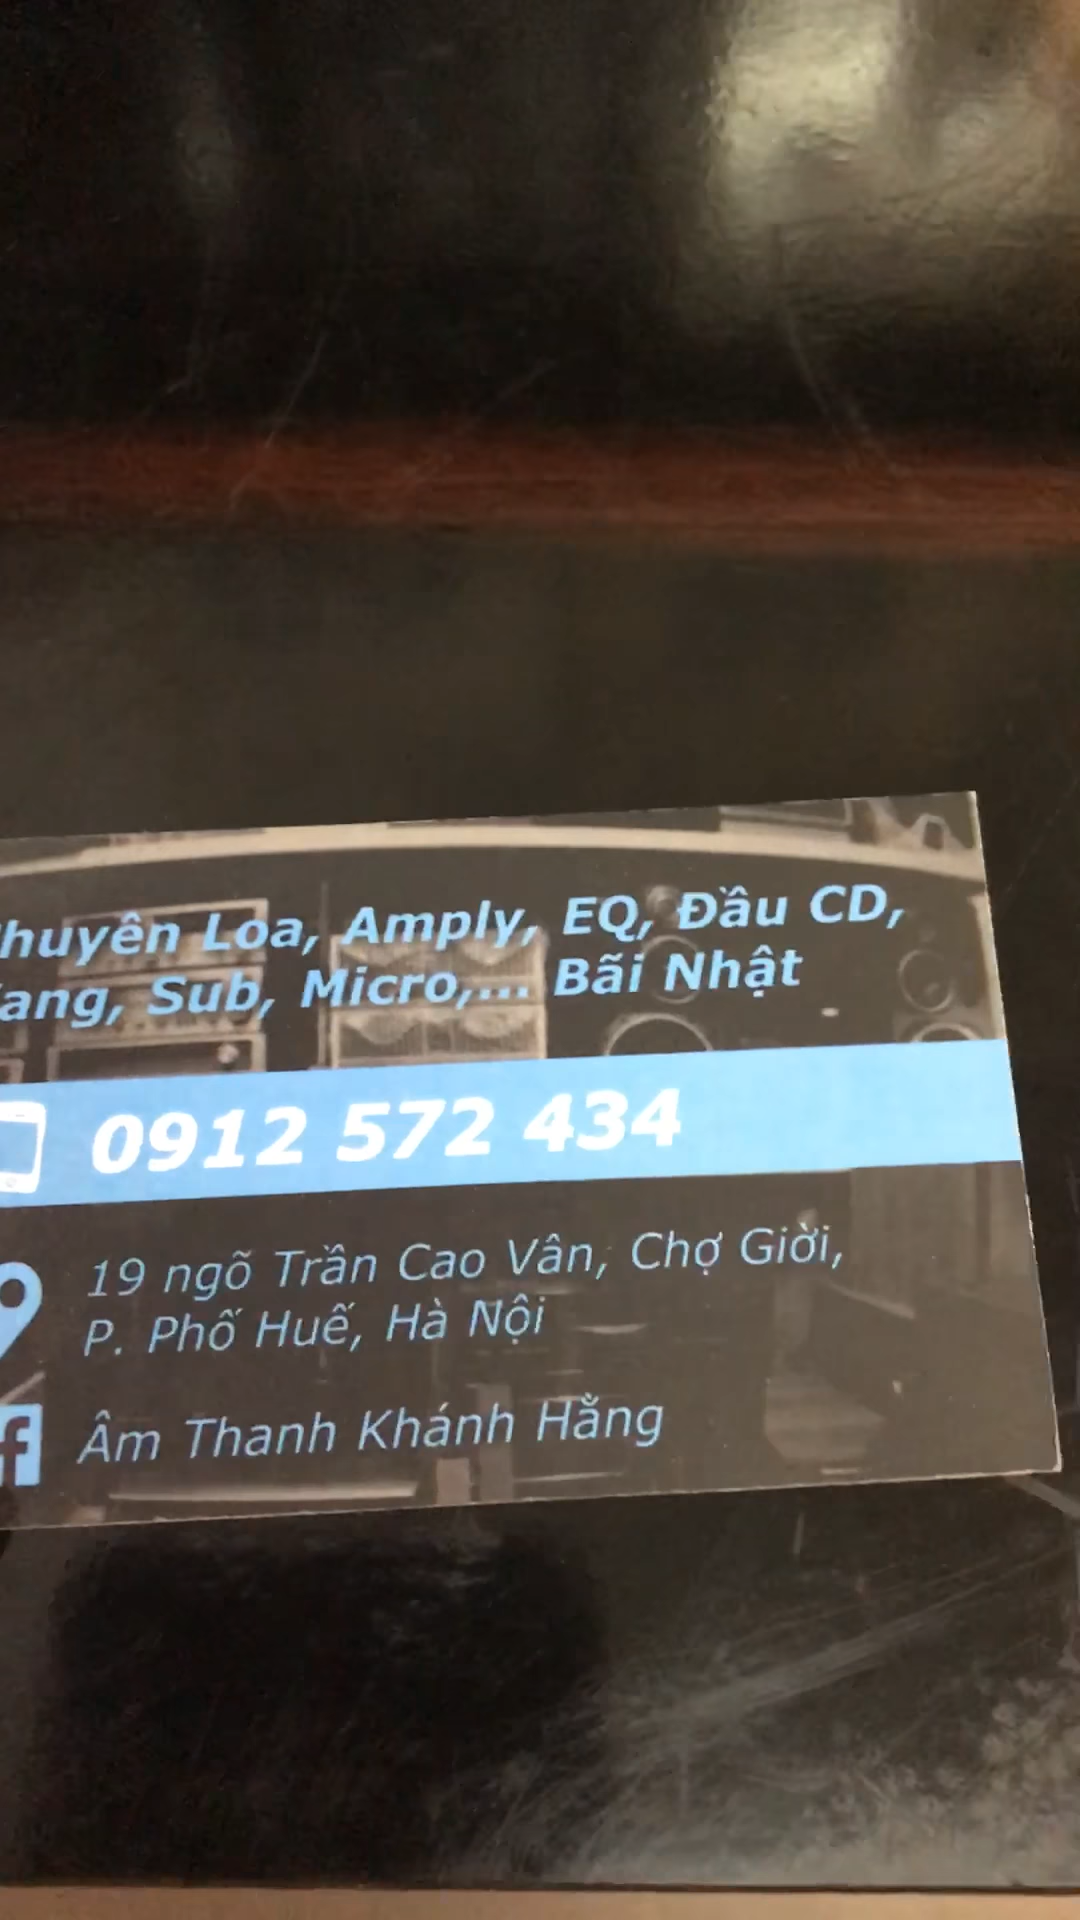 huyên Loa, Amply, EQ, Đầu CD,
ang, Sub, Micro,... Bãi Nhật
0912 572 434
19 ngõ Trần Cao Vân, Chợ Giời,
P. Phố Huế, Hà Nội
Âm Thanh Khánh Hằng